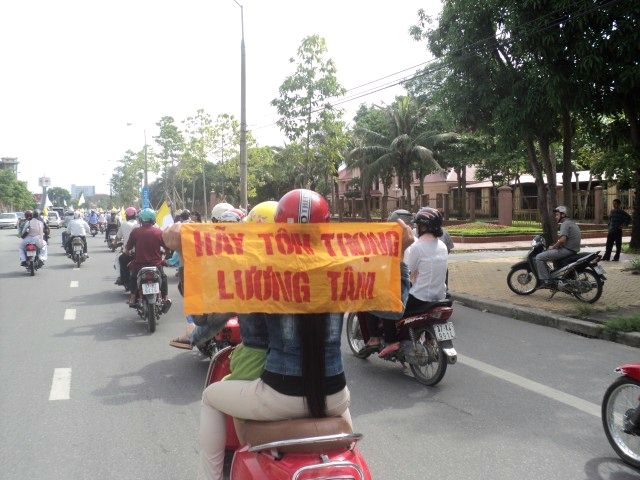 HÃY TÔN TRỌNG
LƯƠNG TÂM